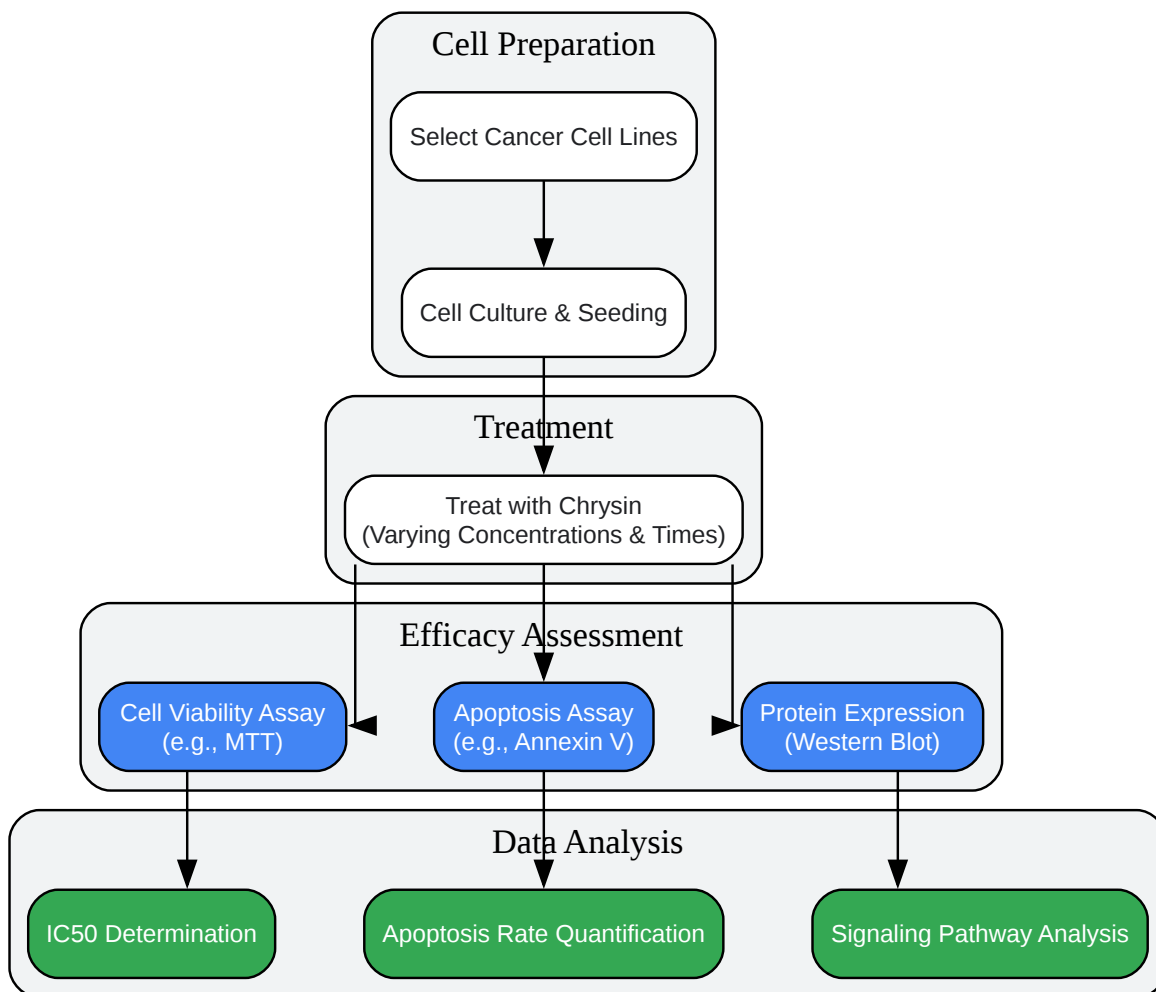 Cell Preparation
Select Cancer Cell Lines
Cell Culture & Seeding
Treatment
Treat with Chrysin
(Varying Concentrations & Times)
Efficacy Assessment
Cell Viability Assay
(e.g., MTT)
Apoptosis Assay
(e.g., Annexin V)
Protein Expression
(Western Blot)
Data Analysis
IC50 Determination
Apoptosis Rate Quantification
Signaling Pathway Analysis